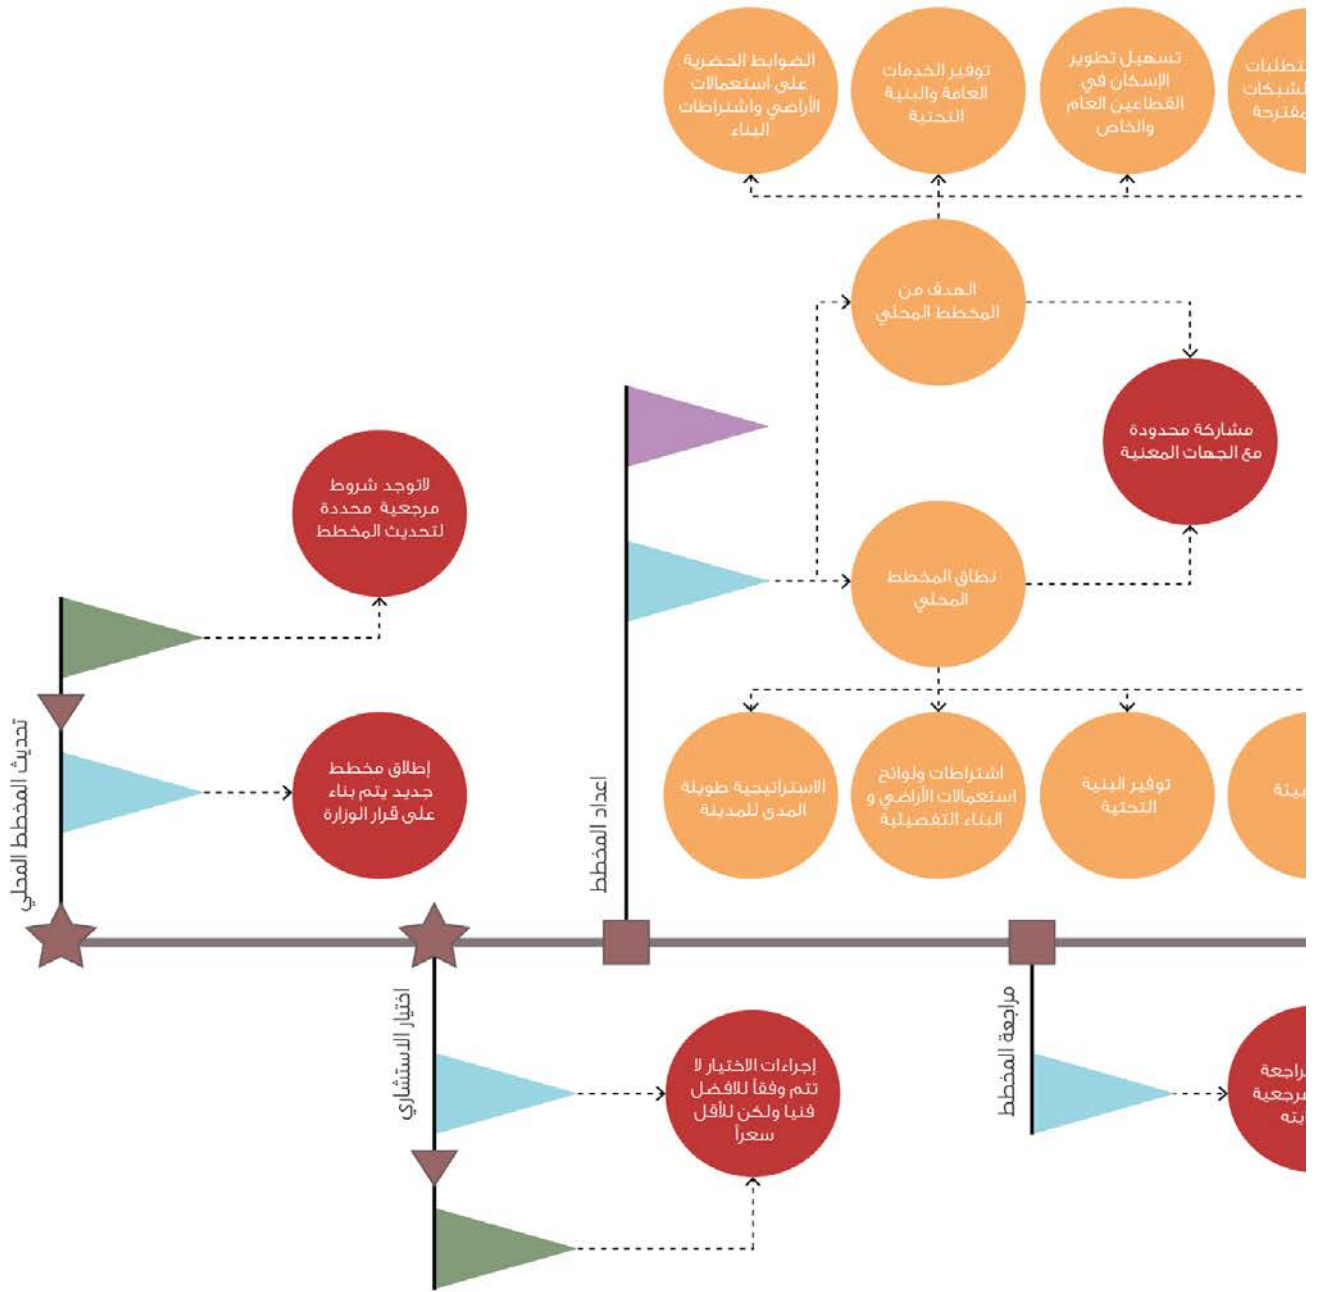 الضوابط الحضرية
على استعمالات
الأراضي واشتراطات
البناء
توفير الخدمات
العامة والبنية
التحتية
تسهيل تطوير
الإسكان في
القطاعين العام
والخاص
الهدف من
المخطط المحلي
مشاركة محدودة
مع الجهات المعنية
لاتوجد شروط
مرجعية محددة
لتحديث المخطط
نطاق المخطط
المحلي
إطلاق مخطط
جديد يتم بناء
على قرار الوزارة
تحديث المخطط المحلي
اعداد المخطط
الاستراتيجية طويلة
المدى للمدينة
اشتراطات ولوائح
استعمالات الأراضي و
البناء التفصيلية
توفير البنية
التحتية
اختيار الاستشاري
إجراءات الاختيار لا
تتم وفقاً للافضل
فنيا ولكن للأقل
سعراً
مراجعة المخطط